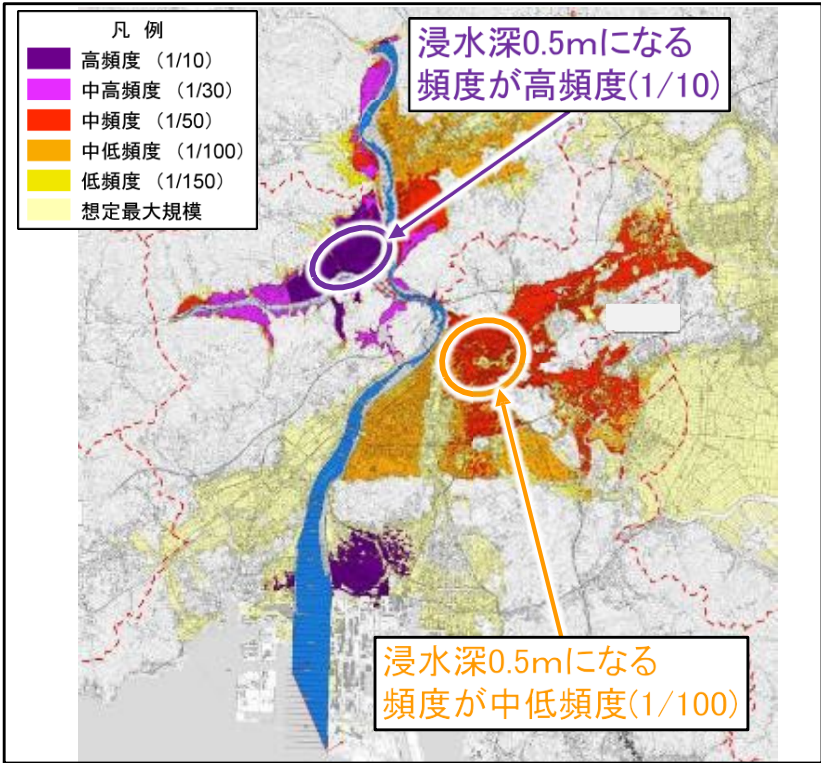 凡 例
高頻度 （1/10）
中高頻度 （1/30）
中頻度 （1/50）
中低頻度 （1/100）
低頻度 （1/150）
想定最大規模
浸水深0.5mになる
頻度が高頻度(1/10)
浸水深0.5mになる
頻度が中低頻度(1/100)